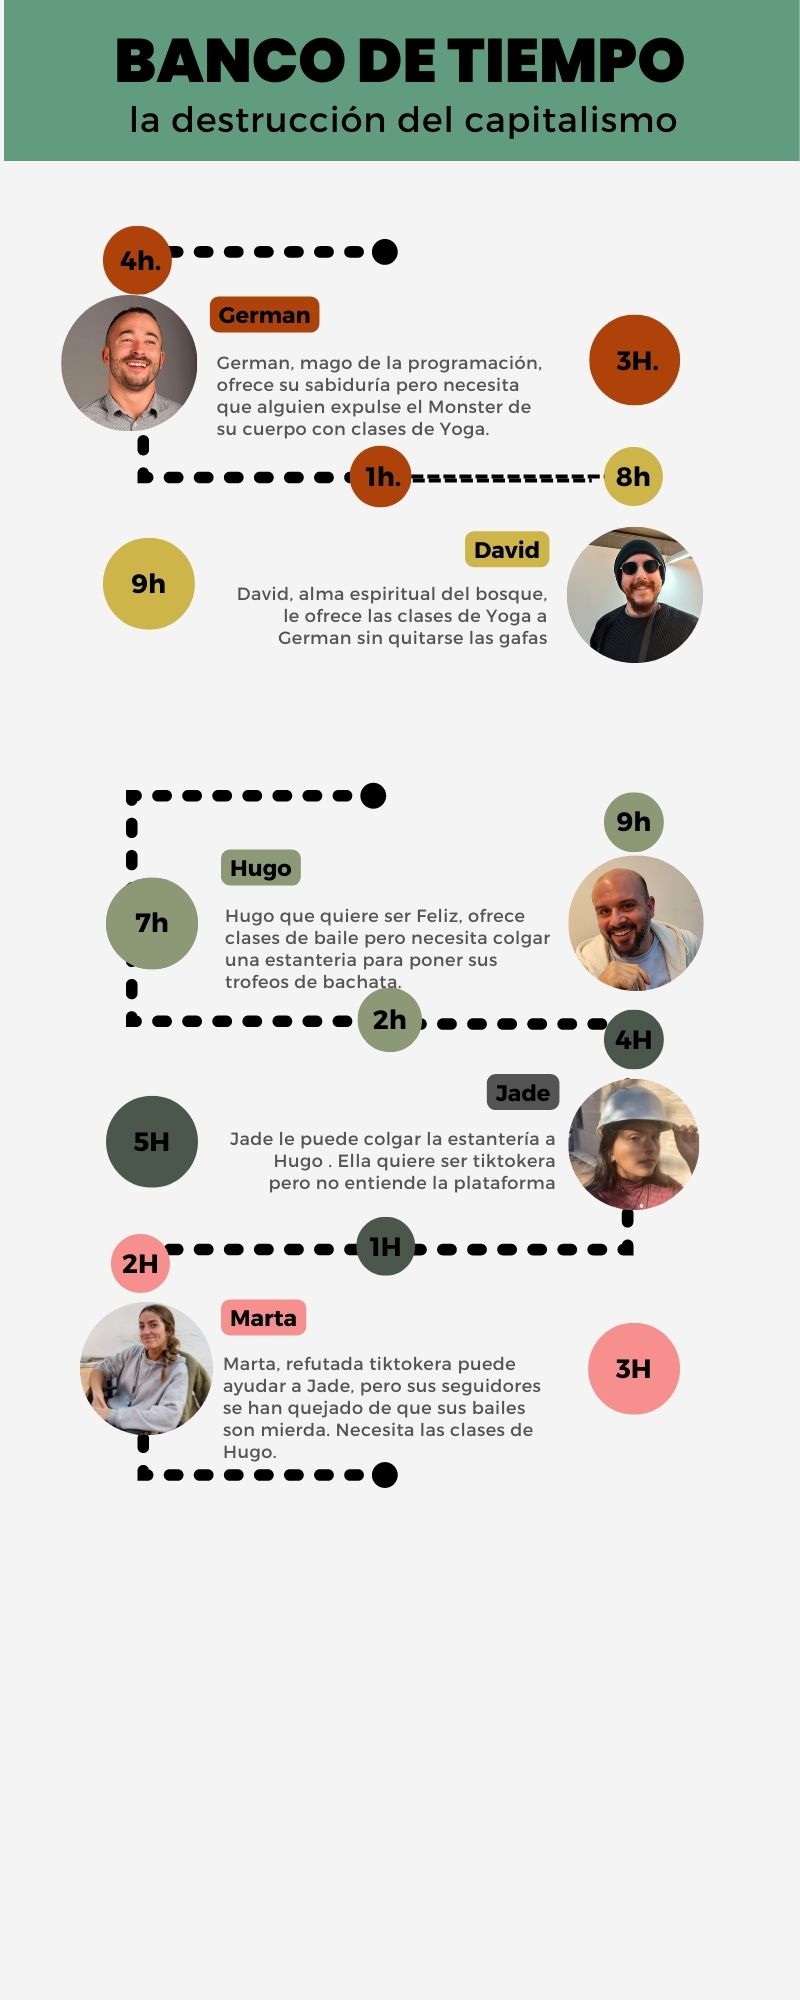 BANCO DE TIEMPO
la destrucción del capitalismo
4h.
German
German, mago de la programación,
ofrece su sabiduría pero necesita
que alguien expulse el Monster de
su cuerpo con clases de Yoga.
3H.
1h.
8h
9h
David
David, alma espiritual del bosque,
le ofrece las clases de Yoga a
German sin quitarse las gafas
9h
Hugo
7h
Hugo que quiere ser Feliz, ofrece
clases de baile pero necesita colgar
una estanteria para poner sus
trofeos de bachata.
2h
4H
Jade
5H
Jade le puede colgar la estantería a
Hugo . Ella quiere ser tiktokera
pero no entiende la plataforma
1H
2H
Marta
Marta, refutada tiktokera puede
ayudar a Jade, pero sus seguidores
se han quejado de que sus bailes
son mierda. Necesita las clases de
Hugo.
3H